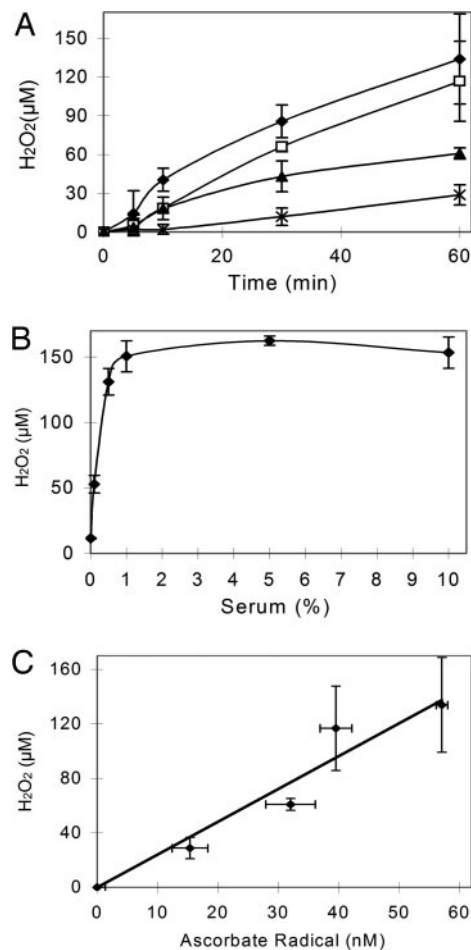 A
H2O2(µM)
150
120
90
60
30
0
20
40
60
Time (min)
B
H2O2 (µM)
150
100
50
0
0 1 2 3 4 5 6 7 8 9 10
Serum (%)
C
H2O2 (µM)
160
120
80
40
0
0 10 20 30 40 50 60
Ascorbate Radical (nM)